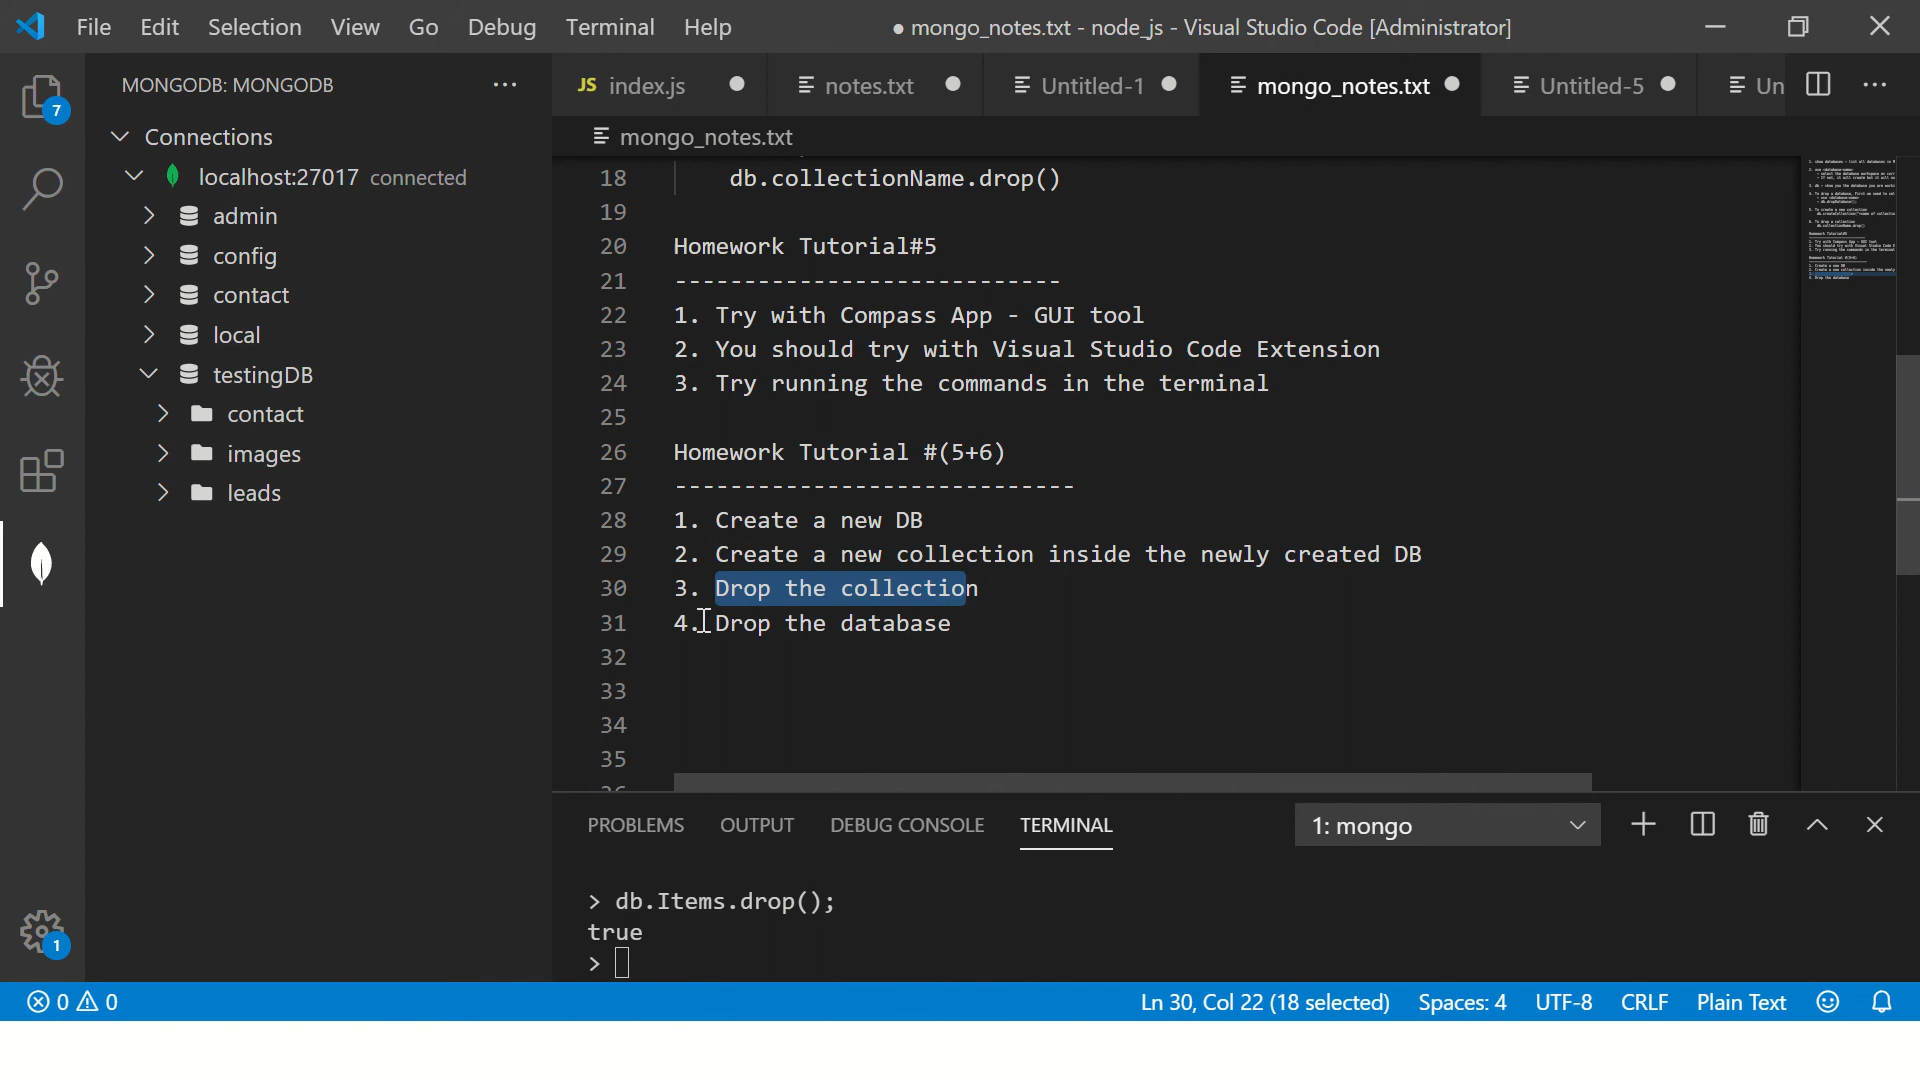 File Edit Selection View Go Debug Terminal Help ● mongo_notes.txt - node_js - Visual Studio Code [Administrator]
7
MONGODB: MONGODB
Connections
localhost:27017 connected
admin
config
contact
local
testingDB
contact
images
leads
1
JS index.js notes.txt Untitled-1 mongo_notes.txt Untitled-5 Un
mongo_notes.txt
18 db.collectionName.drop()
19
20 Homework Tutorial#5
21 ----------------------------
22 1. Try with Compass App - GUI tool
23 2. You should try with Visual Studio Code Extension
24 3. Try running the commands in the terminal
25
26 Homework Tutorial #(5+6)
27 -----------------------------
28 1. Create a new DB
29 2. Create a new collection inside the newly created DB
30 3. Drop the collection
31 4. Drop the database
32
33
34
35
PROBLEMS OUTPUT DEBUG CONSOLE TERMINAL 1: mongo
> db.Items.drop();
true
>
0 0 Ln 30, Col 22 (18 selected) Spaces: 4 UTF-8 CRLF Plain Text